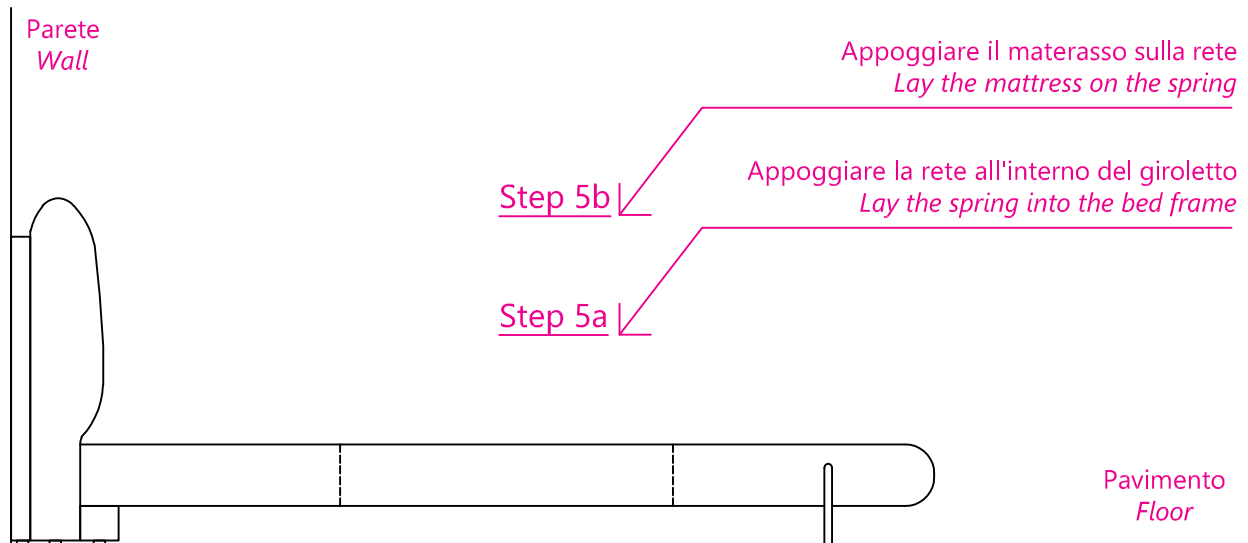 Parete
Wall
Appoggiare il materasso sulla rete
Lay the mattress on the spring
Step 5b
Appoggiare la rete all'interno del giroletto
Lay the spring into the bed frame
Step 5a
Pavimento
Floor